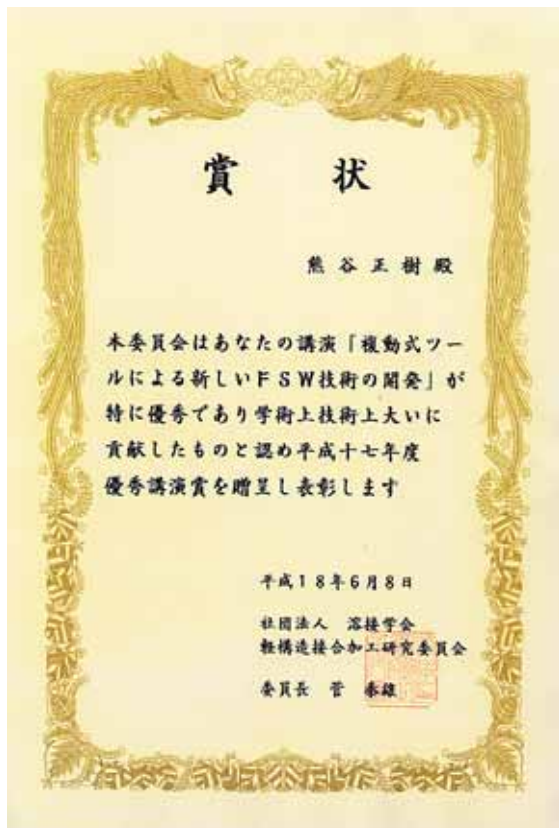 賞状
熊谷正樹殿
本委員会はあなたの講演「複動式ツー
ルによる新しいFSW技術の開発」が
特に優秀であり学術上技術上大いに
貢献したものと認め平成十七年度
優秀講演賞を贈呈し表彰します
平成18年6月8日
社団法人 溶接学会
軽構造接合加工研究委員会
委員長 菅 泰雄